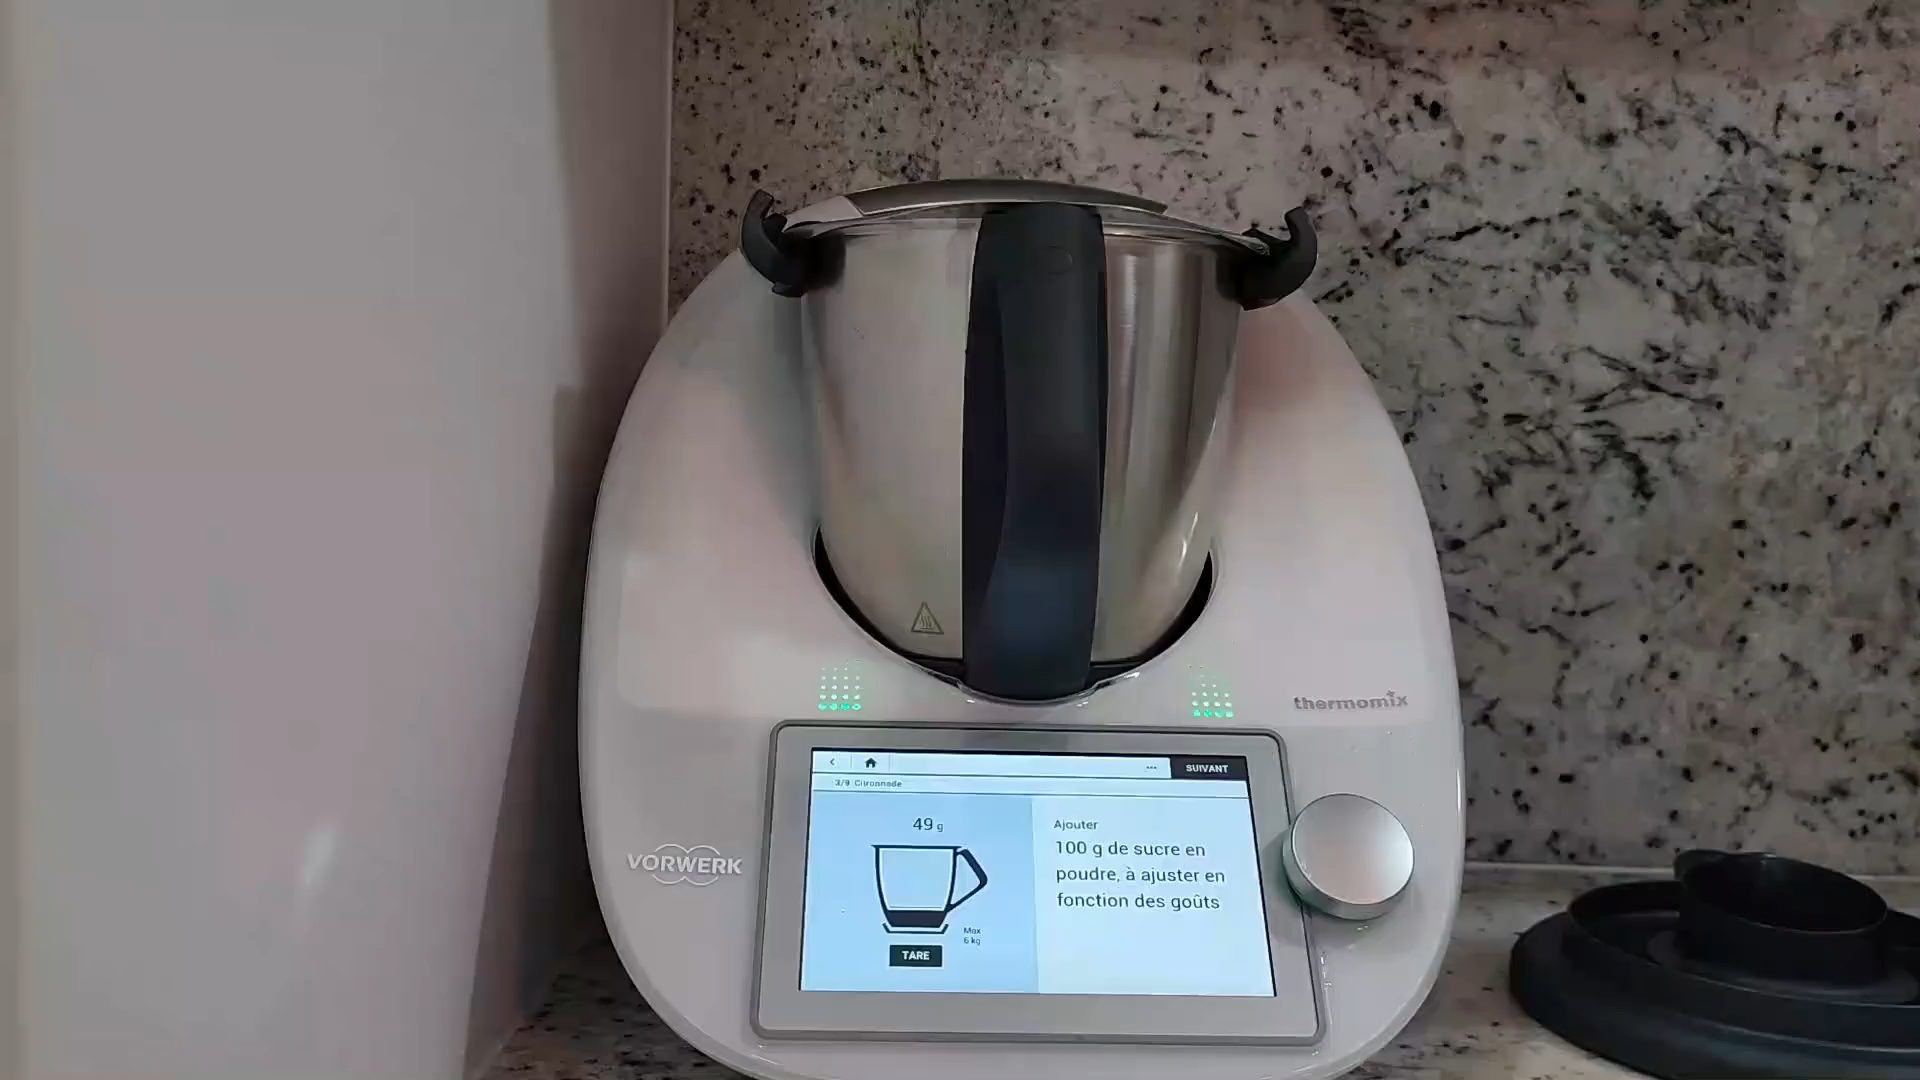 thermomix
VORWERK
SUIVANT
3/9 Citronnade
49 g
Max
6 kg
TARE
Ajouter
100 g de sucre en
poudre, à ajuster en
fonction des goûts